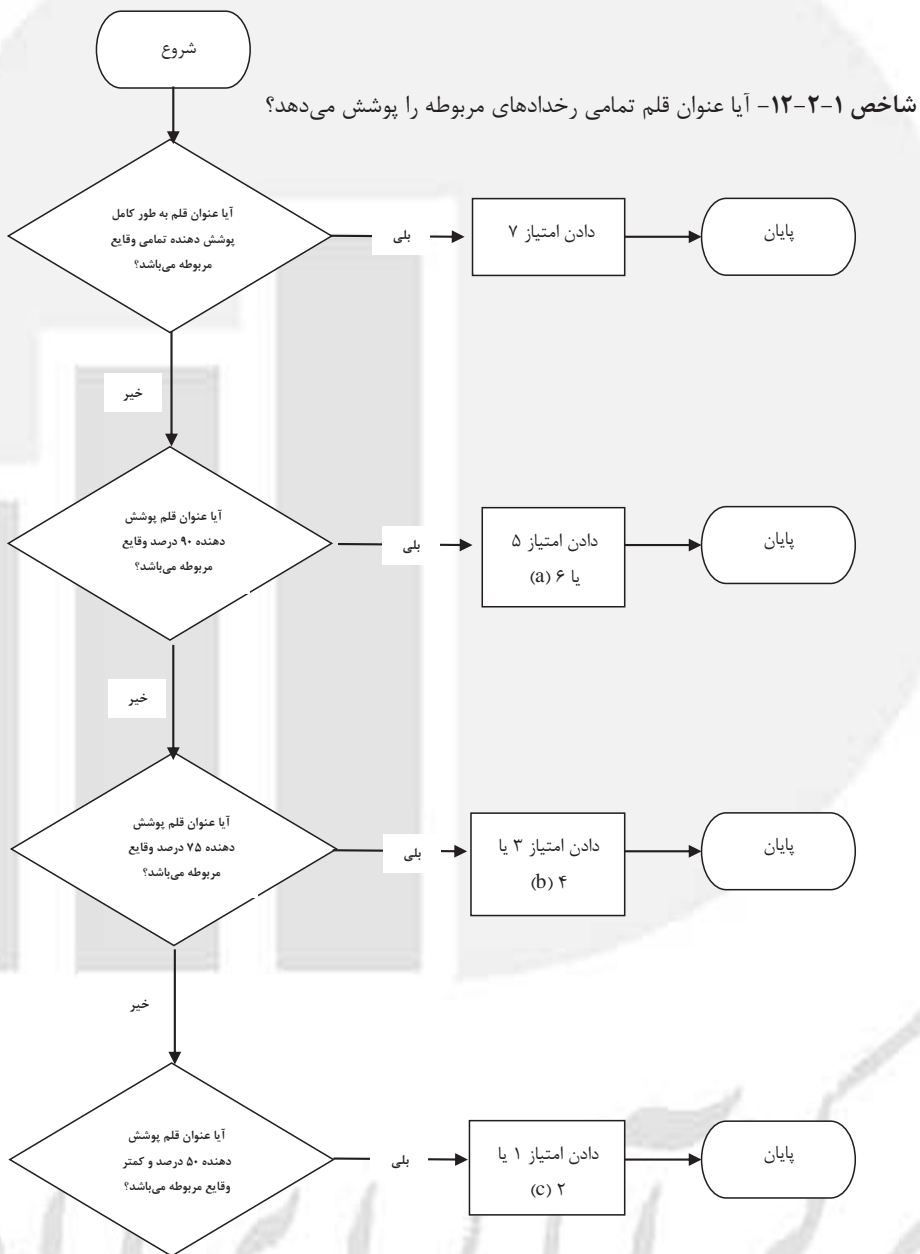 شروع
شاخص ۱-۲-۱۲- آیا عنوان قلم تمامی رخدادهای مربوطه را پوشش می‌دهد؟
آیا عنوان قلم به طور کامل
پوشش دهنده تمامی وقایع
مربوطه می‌باشد؟
بلی
دادن امتیاز ۷
پایان
خیر
آیا عنوان قلم پوشش
دهنده ۹۰ درصد وقایع
مربوطه می‌باشد؟
بلی
دادن امتیاز ۵
یا ۶ (a)
پایان
خیر
آیا عنوان قلم پوشش
دهنده ۷۵ درصد وقایع
مربوطه می‌باشد؟
بلی
دادن امتیاز ۳ یا
۴ (b)
پایان
خیر
آیا عنوان قلم پوشش
دهنده ۵۰ درصد و کمتر
وقایع مربوطه می‌باشد؟
بلی
دادن امتیاز ۱ یا
۲ (c)
پایان